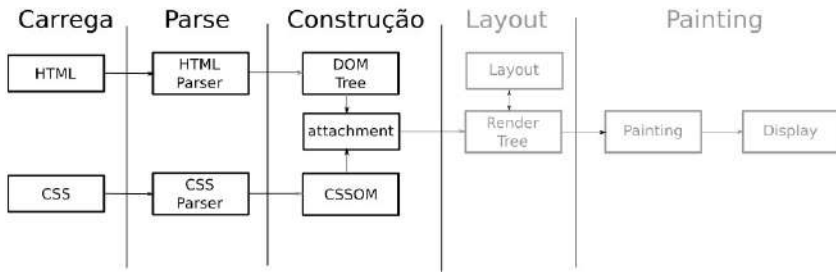 Carrega
Parse
Construção
Layout
Painting
HTML
HTML
Parser
DOM
Tree
Layout
attachment
Render
Tree
Painting
Display
CSS
CSS
Parser
CSSOM